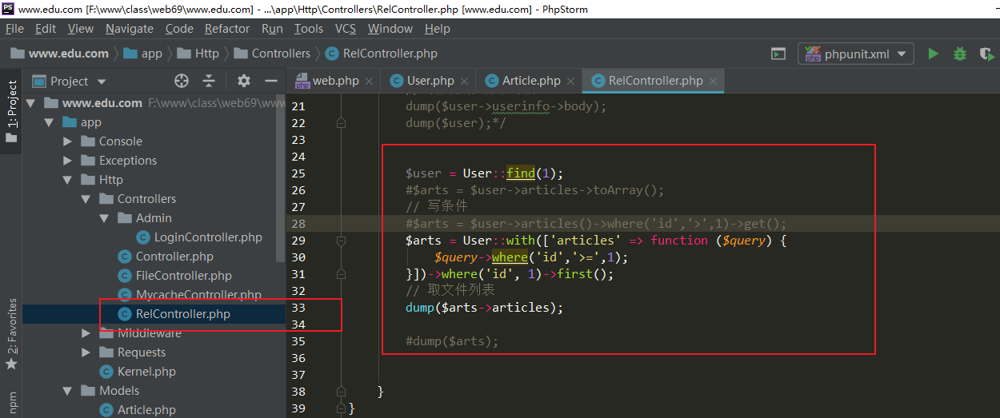 www.edu.com [F:\www\class\web69\www.edu.com] - ...\app\Http\Controllers\RelController.php [www.edu.com] - PhpStorm
File Edit View Navigate Code Refactor Run Tools VCS Window Help
www.edu.com app Http Controllers RelController.php phpunit.xml
1: Project
2: Favorites
npm
Project
www.edu.com F:\www\class\web69\www
app
Console
Exceptions
Http
Controllers
Admin
LoginController.php
Controller.php
FileController.php
MycacheController.php
RelController.php
Middleware
Requests
Kernel.php
Models
Article.php
web.php User.php Article.php RelController.php
21 dump($user->userinfo->body);
22 dump($user);*/
23
24
25 $user = User::find(1);
26 #$arts = $user->articles->toArray();
27 // 写条件
28 #$arts = $user->articles()->where('id','>',1)->get();
29 $arts = User::with(['articles' => function ($query) {
30 $query->where('id','>=',1);
31 }])->where('id', 1)->first();
32 // 取文件列表
33 dump($arts->articles);
34
35 #dump($arts);
36
37
38 }
39 }